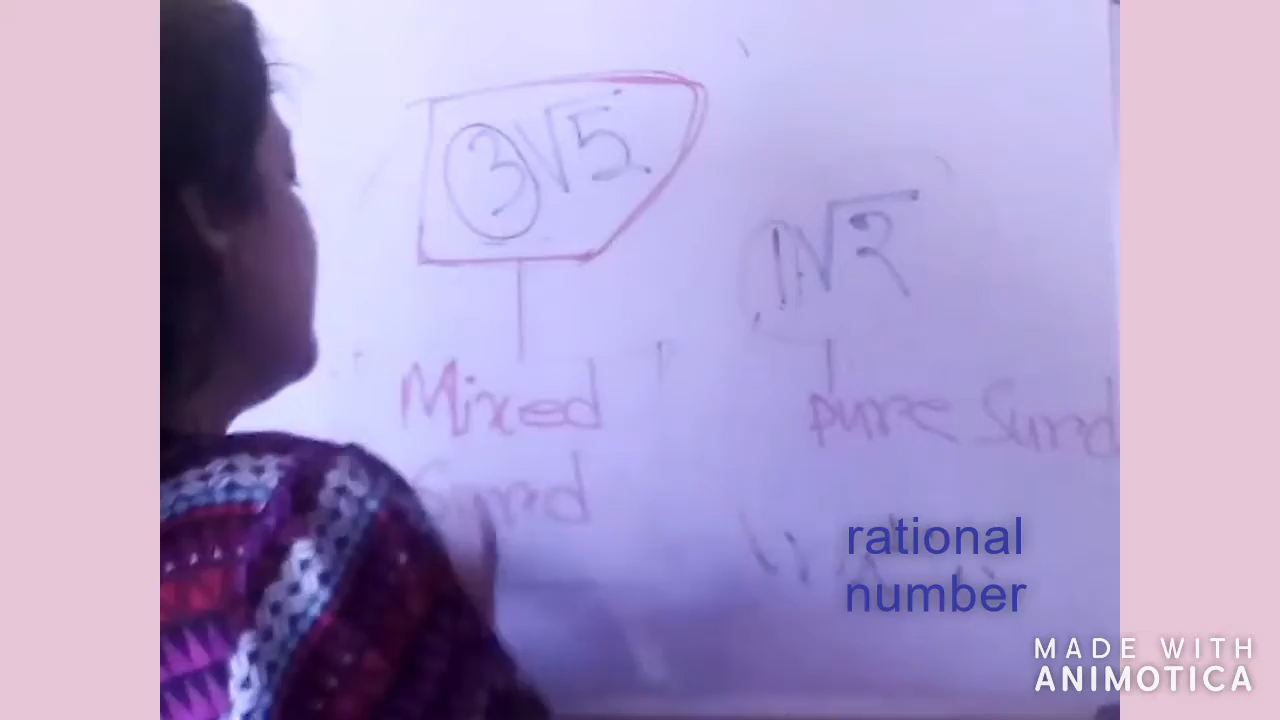 3√5
1√2
Mixed
Surd
pure Surd
rational
number
MADE WITH
ANIMOTICA